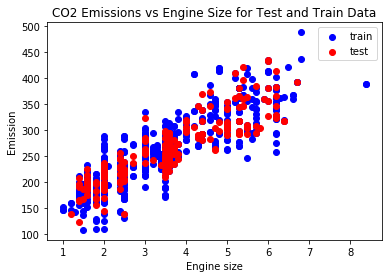 CO2 Emissions vs Engine Size for Test and Train Data
train
test
Emission
500
450
400
350
300
250
200
150
100
1 2 3 4 5 6 7 8
Engine size